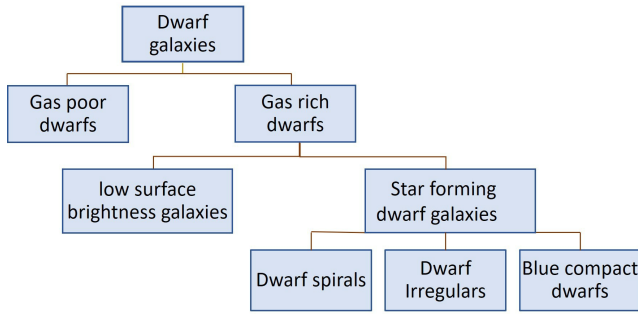 Dwarf
galaxies
Gas poor
dwarfs
Gas rich
dwarfs
low surface
brightness galaxies
Star forming
dwarf galaxies
Dwarf spirals
Dwarf
Irregulars
Blue compact
dwarfs